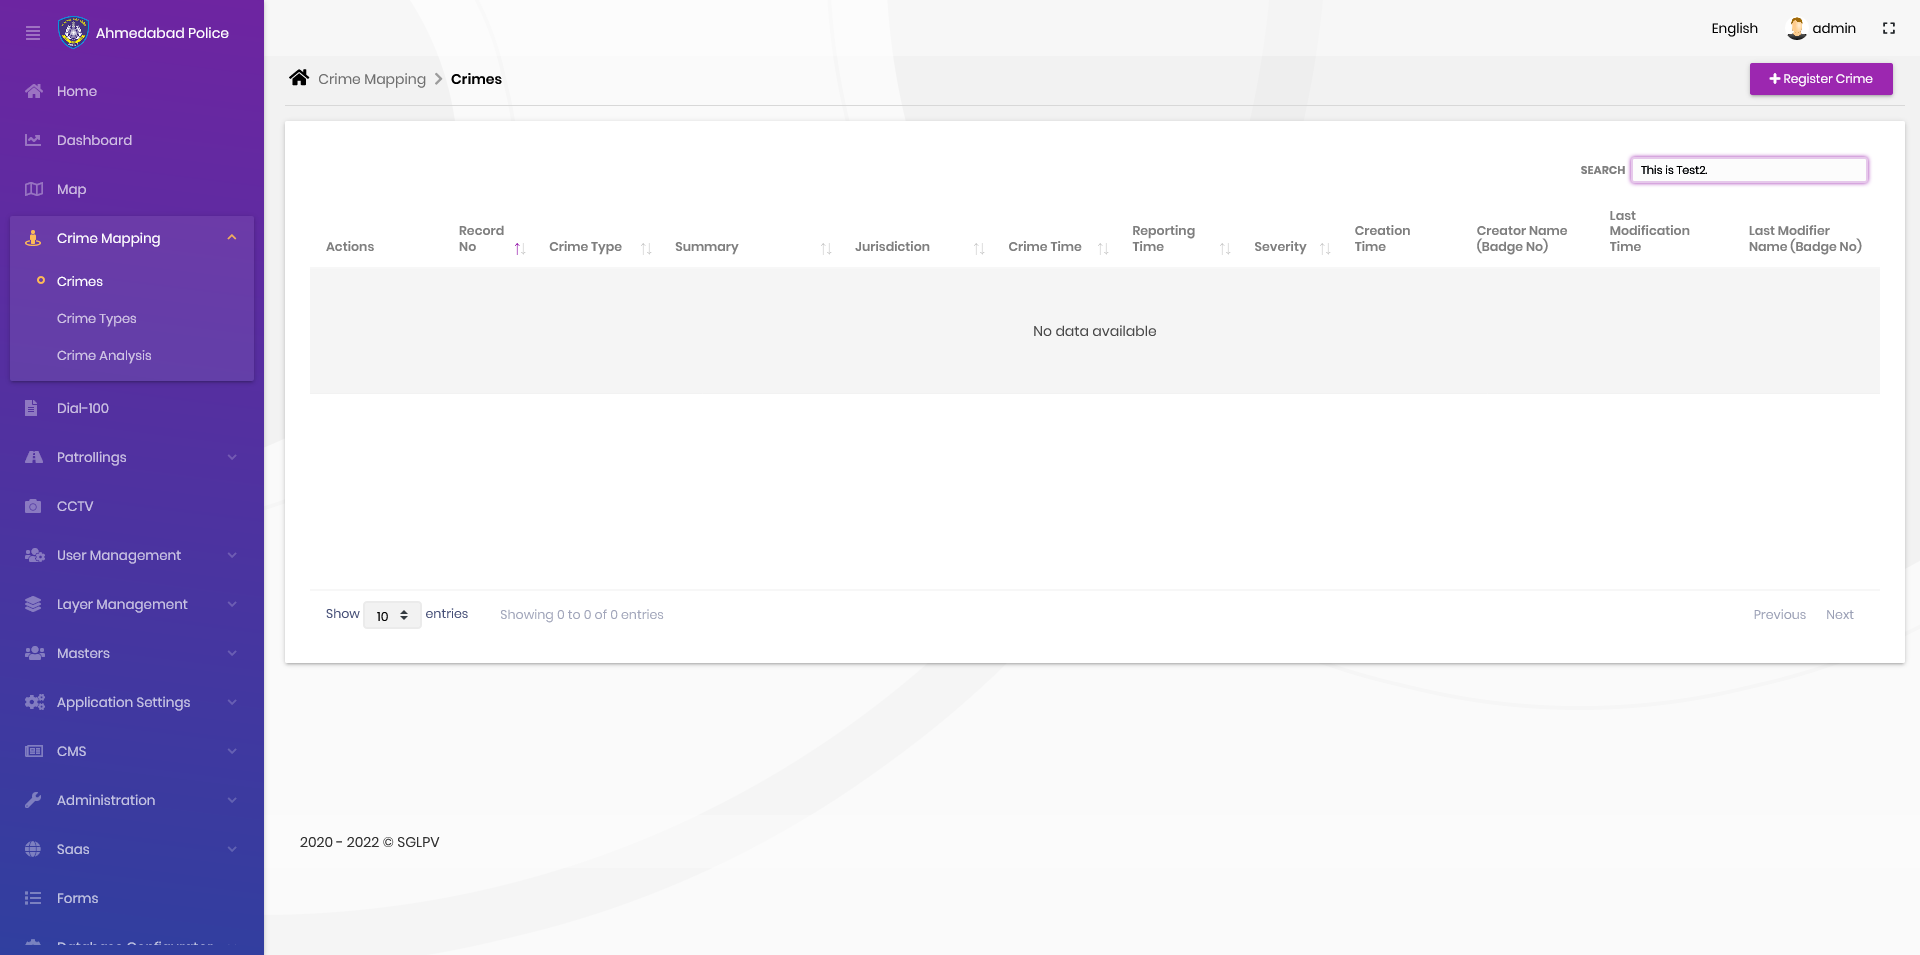 Ahmedabad Police
Home
Dashboard
Map
Crime Mapping
Crimes
Crime Types
Crime Analysis
Dial-100
Patrollings
CCTV
User Management
Layer Management
Masters
Application Settings
CMS
Administration
Saas
Forms
Database Configurator
English
admin
Crime Mapping
Crimes
Register Crime
SEARCH This is Test2.
Actions
Record
No
Crime Type
Summary
Jurisdiction
Crime Time
Reporting
Time
Severity
Creation
Time
Creator Name
(Badge No)
Last
Modification
Time
Last Modifier
Name (Badge No)
No data available
Show 10 entries
Showing 0 to 0 of 0 entries
Previous
Next
2020 - 2022 © SGLPV